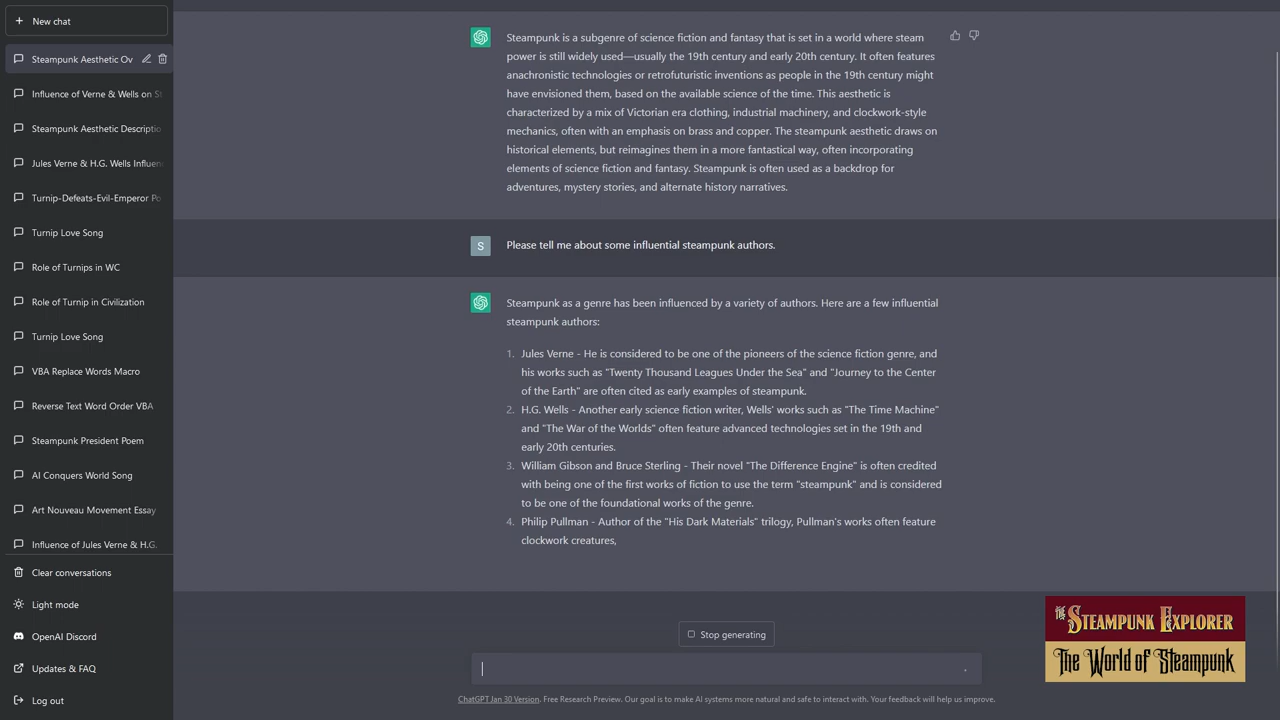 New chat
Steampunk Aesthetic Ov
Influence of Verne & Wells on St
Steampunk Aesthetic Descriptio
Jules Verne & H.G. Wells Influen
Turnip-Defeats-Evil-Emperor Po
Turnip Love Song
Role of Turnips in WC
Role of Turnip in Civilization
Turnip Love Song
VBA Replace Words Macro
Reverse Text Word Order VBA
Steampunk President Poem
AI Conquers World Song
Art Nouveau Movement Essay
Influence of Jules Verne & H.G.
Clear conversations
Light mode
OpenAI Discord
Updates & FAQ
Log out
Steampunk is a subgenre of science fiction and fantasy that is set in a world where steam
power is still widely used—usually the 19th century and early 20th century. It often features
anachronistic technologies or retrofuturistic inventions as people in the 19th century might
have envisioned them, based on the available science of the time. This aesthetic is
characterized by a mix of Victorian era clothing, industrial machinery, and clockwork-style
mechanics, often with an emphasis on brass and copper. The steampunk aesthetic draws on
historical elements, but reimagines them in a more fantastical way, often incorporating
elements of science fiction and fantasy. Steampunk is often used as a backdrop for
adventures, mystery stories, and alternate history narratives.
S
Please tell me about some influential steampunk authors.
Steampunk as a genre has been influenced by a variety of authors. Here are a few influential
steampunk authors:
1. Jules Verne - He is considered to be one of the pioneers of the science fiction genre, and
his works such as "Twenty Thousand Leagues Under the Sea" and "Journey to the Center
of the Earth" are often cited as early examples of steampunk.
2. H.G. Wells - Another early science fiction writer, Wells' works such as "The Time Machine"
and "The War of the Worlds" often feature advanced technologies set in the 19th and
early 20th centuries.
3. William Gibson and Bruce Sterling - Their novel "The Difference Engine" is often credited
with being one of the first works of fiction to use the term "steampunk" and is considered
to be one of the foundational works of the genre.
4. Philip Pullman - Author of the "His Dark Materials" trilogy, Pullman's works often feature
clockwork creatures,
Stop generating
ChatGPT Jan 30 Version. Free Research Preview. Our goal is to make AI systems more natural and safe to interact with. Your feedback will help us improve.
THE STEAMPUNK EXPLORER
The World of Steampunk